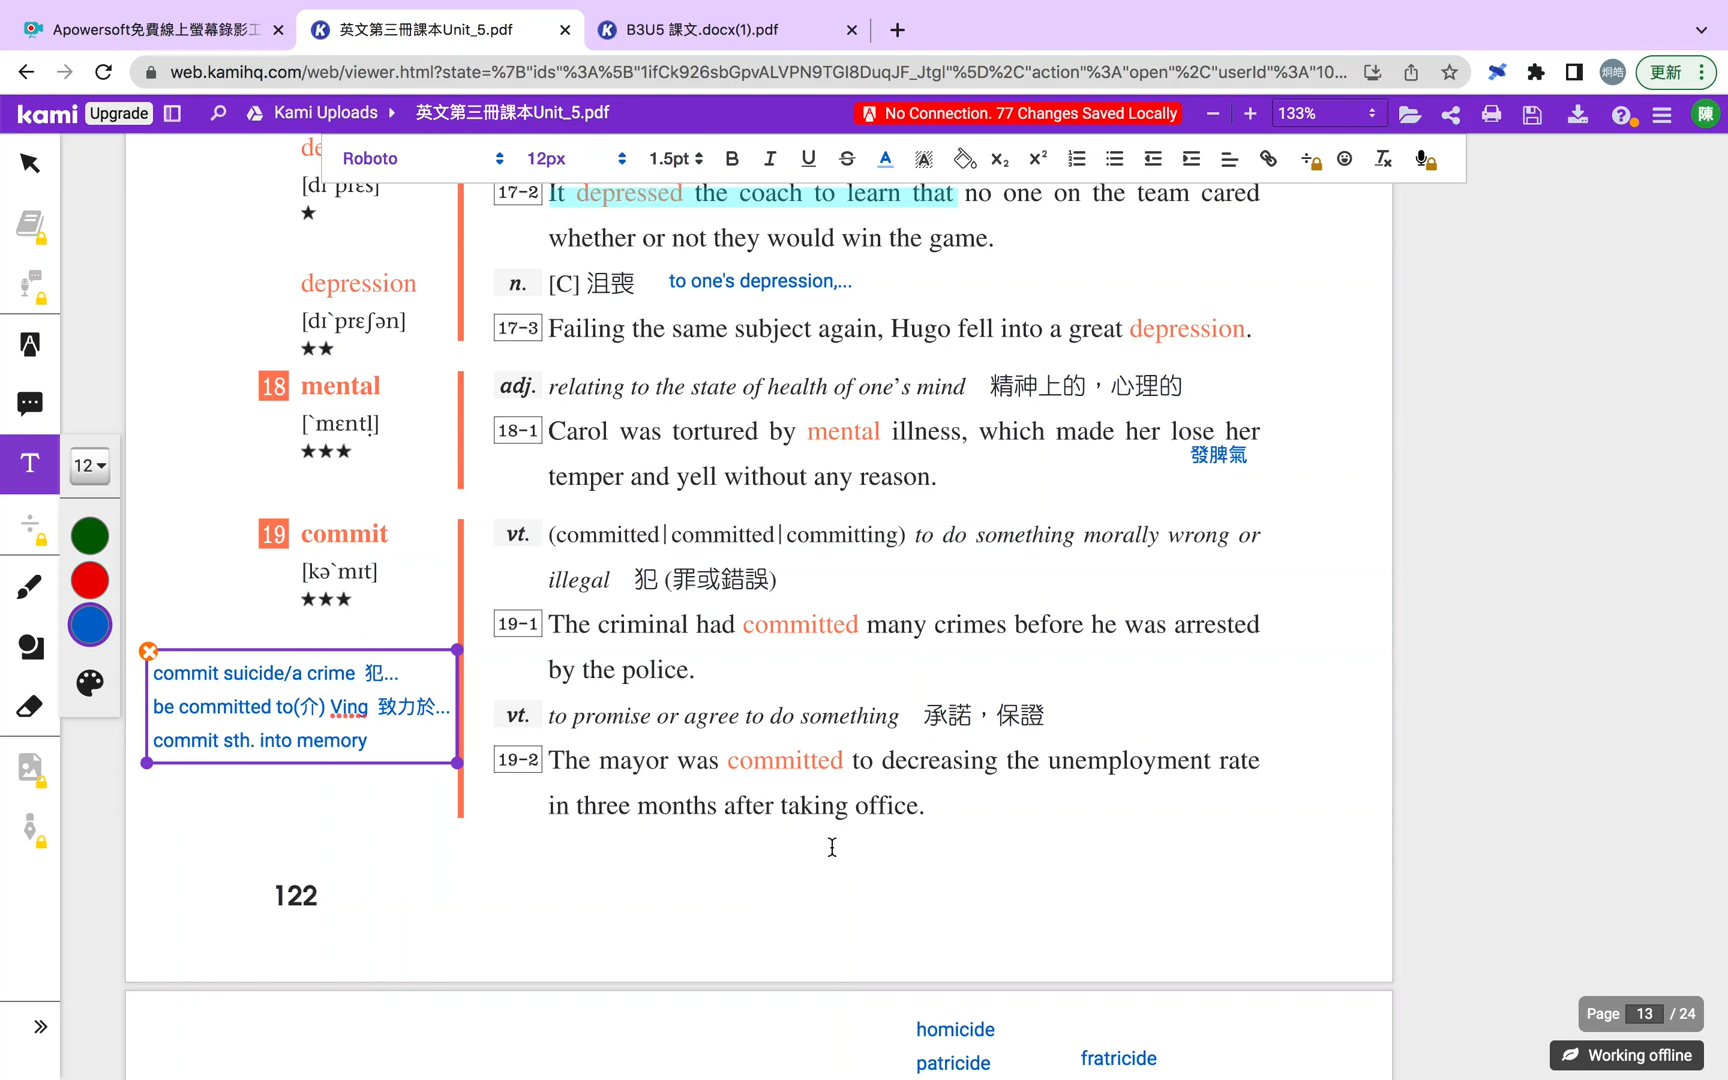 Apowersoft免費線上螢幕錄影工
英文第三冊課本Unit_5.pdf
B3U5 課文.docx(1).pdf
web.kamihq.com/web/viewer.html?state=%7B"ids"%3A%5B"1ifCk926sbGpvALVPN9TGI8DuqJF_Jtgl"%5D%2C"action"%3A"open"%2C"userId"%3A"10...
炯皓
更新
kami Upgrade
Kami Uploads
英文第三冊課本Unit_5.pdf
No Connection. 77 Changes Saved Locally
133%
陳
Roboto 12px 1.5pt
17-2 It depressed the coach to learn that no one on the team cared
whether or not they would win the game.
depression
[dɪˋprɛʃən]
★★
n. [C] 沮喪 to one's depression,...
17-3 Failing the same subject again, Hugo fell into a great depression.
18 mental
[ˋmɛntl̩]
★★★
adj. relating to the state of health of one's mind 精神上的，心理的
18-1 Carol was tortured by mental illness, which made her lose her
發脾氣
temper and yell without any reason.
19 commit
[kəˋmɪt]
★★★
vt. (committed|committed|committing) to do something morally wrong or
illegal 犯 (罪或錯誤)
19-1 The criminal had committed many crimes before he was arrested
by the police.
commit suicide/a crime 犯...
be committed to(介) Ving 致力於...
commit sth. into memory
vt. to promise or agree to do something 承諾，保證
19-2 The mayor was committed to decreasing the unemployment rate
in three months after taking office.
122
12
T
homicide
patricide
fratricide
Page 13 / 24
Working offline